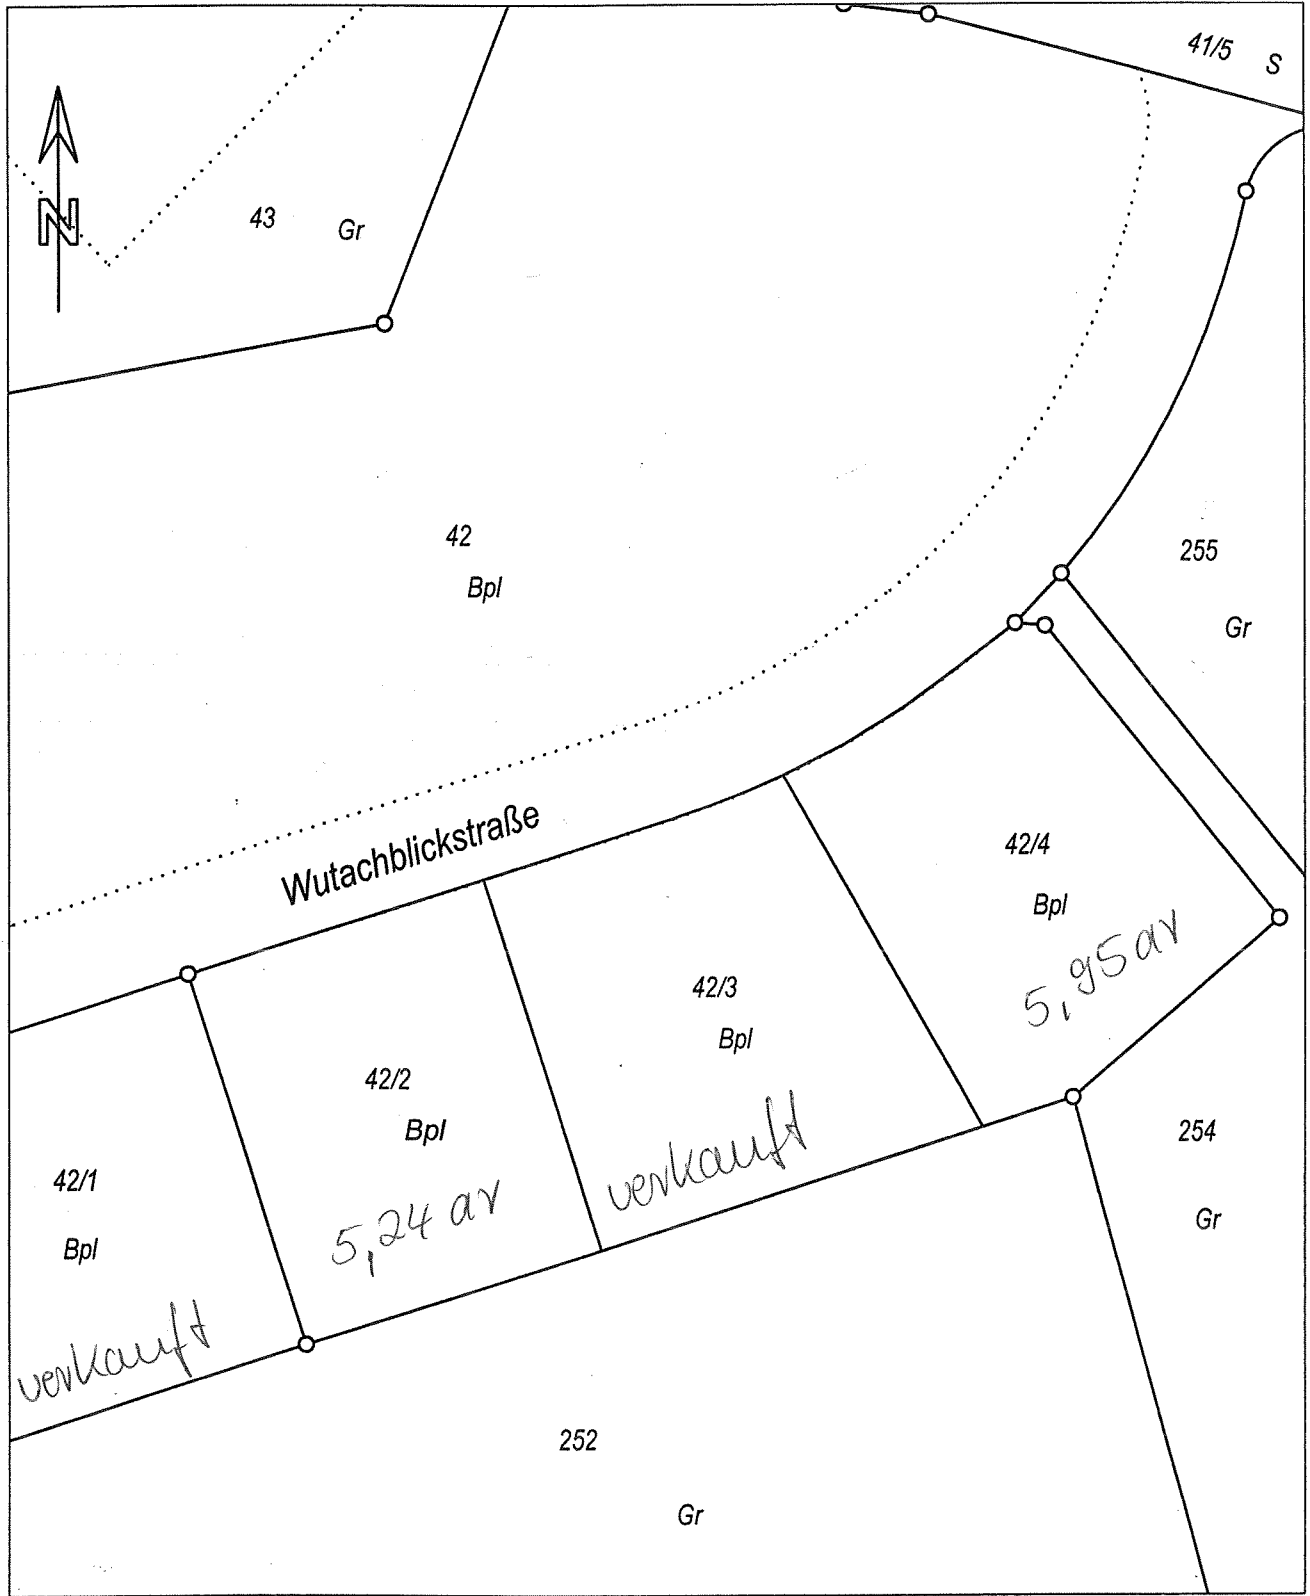 41/5 S
N
43 Gr
42
Bpl
255
Gr
Wutachblickstraße
42/4
Bpl
5,95 ar
42/3
Bpl
verkauft
42/2
Bpl
5,24 ar
42/1
Bpl
verkauft
254
Gr
252
Gr